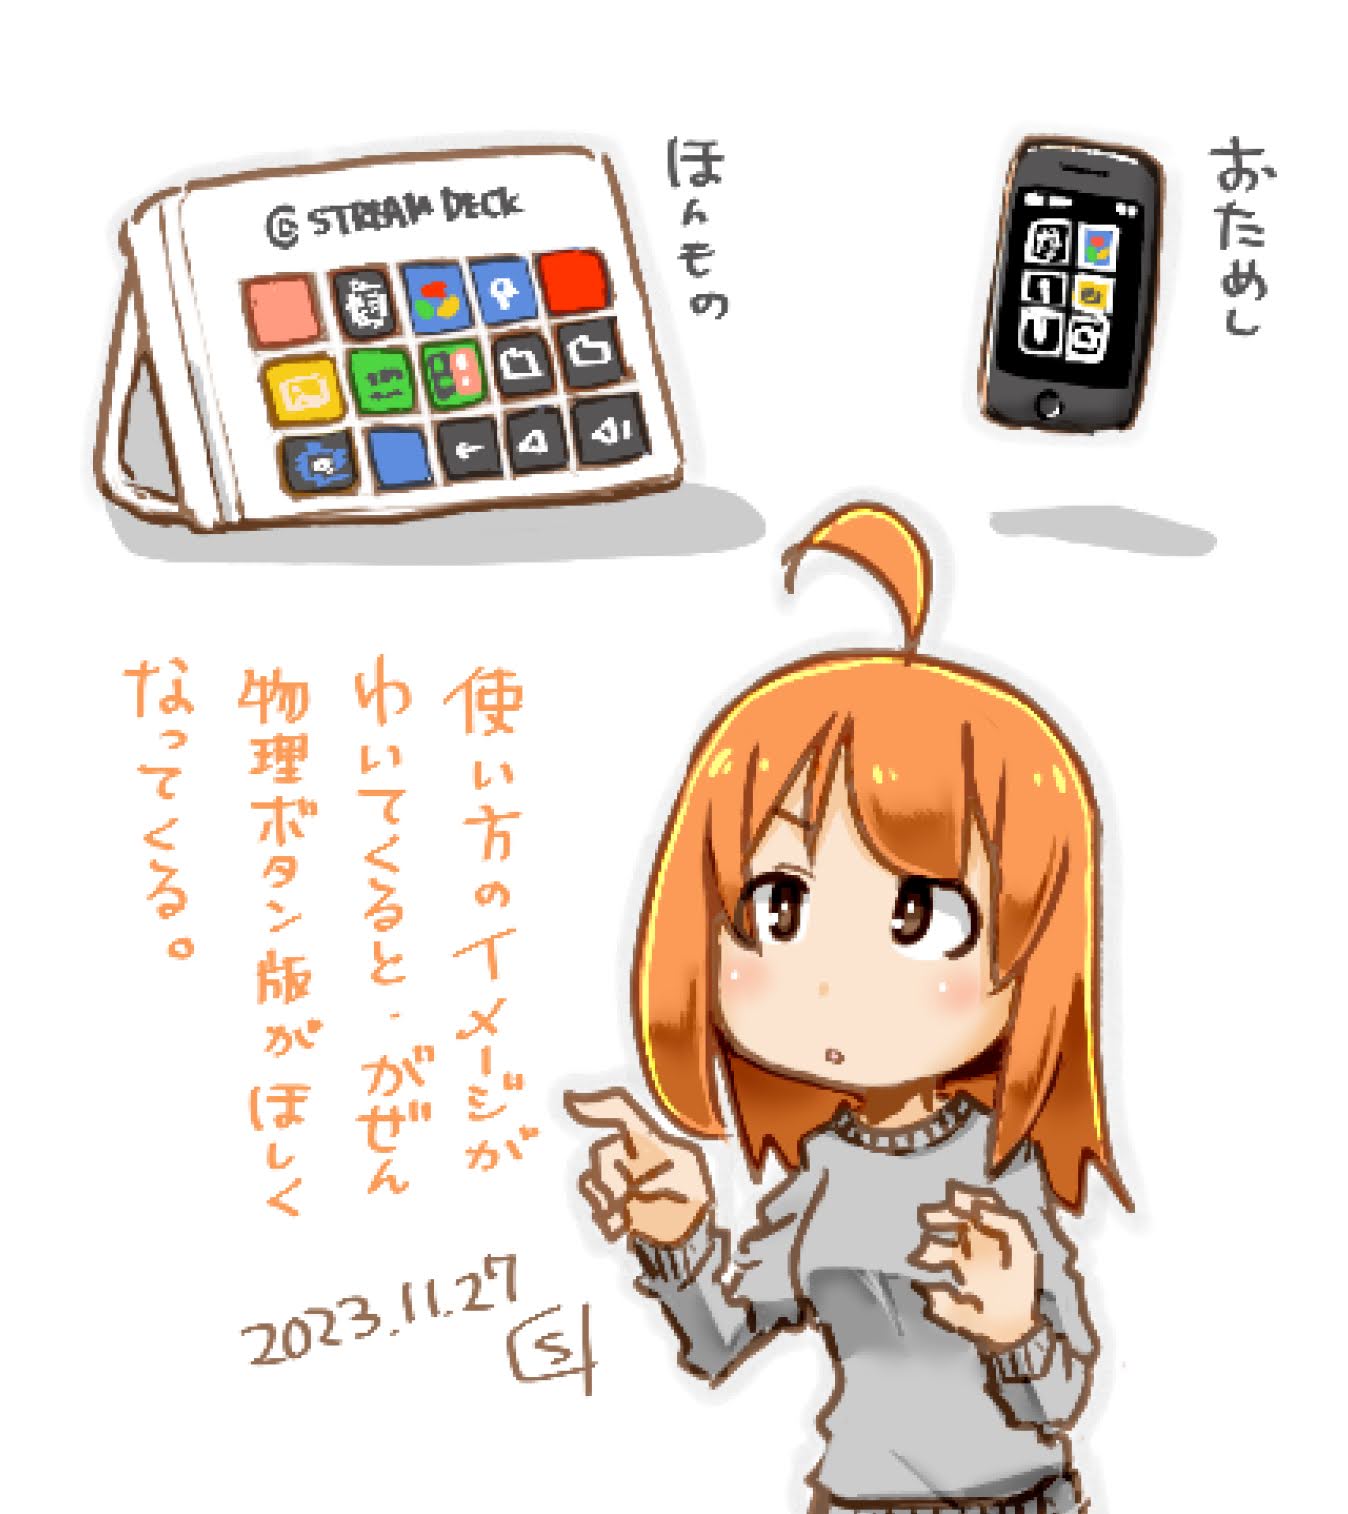 おためし
ほんもの
STREAM DECK
使い方のイメージが
わいてくると、がぜん
物理ボタン版がほしく
なってくる。
2023.11.27
S